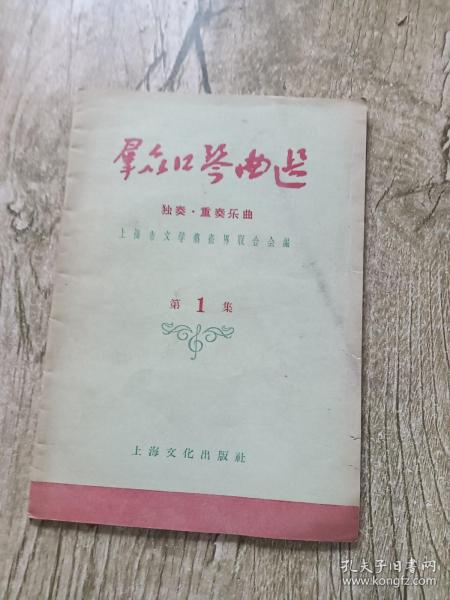 羣众口琴曲选
独奏·重奏乐曲
上海市文学艺术界联合会编
第1集
上海文化出版社
孔夫子旧书网
www.kongfz.com